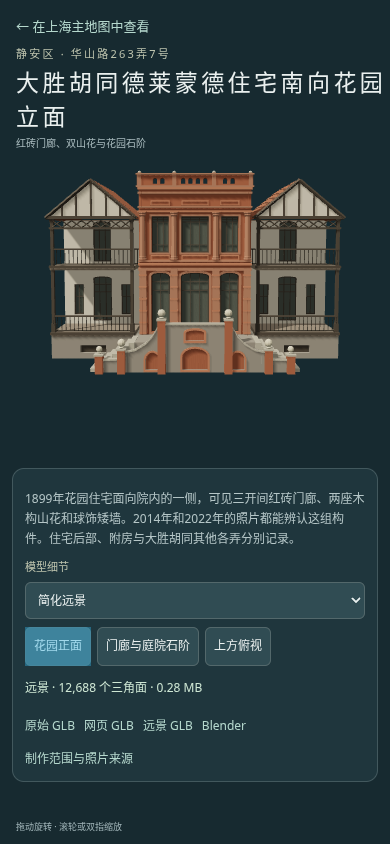 ← 在上海主地图中查看
静安区 · 华山路263弄7号
大胜胡同德莱蒙德住宅南向花园
立面
红砖门廊、双山花与花园石阶
1899年花园住宅面向院内的一侧，可见三开间红砖门廊、两座木
构山花和球饰矮墙。2014年和2022年的照片都能辨认这组构
件。住宅后部、附房与大胜胡同其他各弄分别记录。
模型细节
简化远景
花园正面 门廊与庭院石阶 上方俯视
远景 · 12,688 个三角面 · 0.28 MB
原始 GLB 网页 GLB 远景 GLB Blender
制作范围与照片来源
拖动旋转 · 滚轮或双指缩放